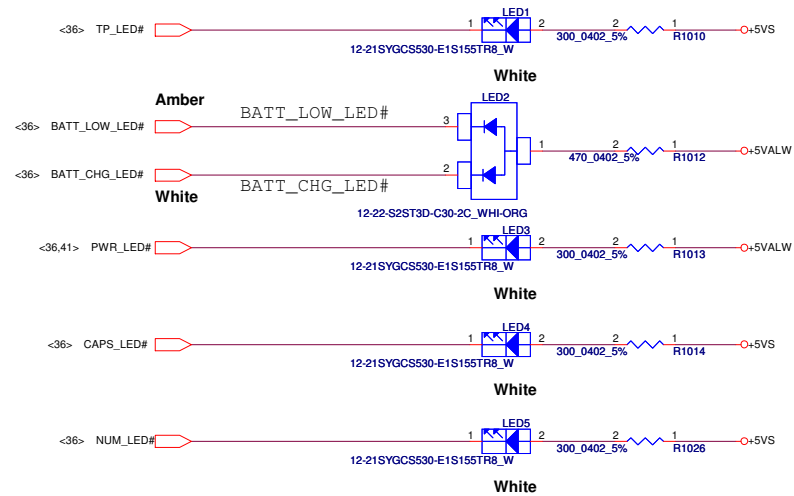 LED1
<36> TP_LED# 1 2 2 1 +5VS
300_0402_5% R1010
12-21SYGCS530-E1S155TR8_W
White
Amber LED2
BATT_LOW_LED#
<36> BATT_LOW_LED# 3
1 2 1 +5VALW
470_0402_5% R1012
<36> BATT_CHG_LED# 2
BATT_CHG_LED#
White
12-22-S2ST3D-C30-2C_WHI-ORG
LED3
<36,41> PWR_LED# 1 2 2 1 +5VALW
300_0402_5% R1013
12-21SYGCS530-E1S155TR8_W
White
LED4
<36> CAPS_LED# 1 2 2 1 +5VS
300_0402_5% R1014
12-21SYGCS530-E1S155TR8_W
White
LED5
<36> NUM_LED# 1 2 2 1 +5VS
300_0402_5% R1026
12-21SYGCS530-E1S155TR8_W
White